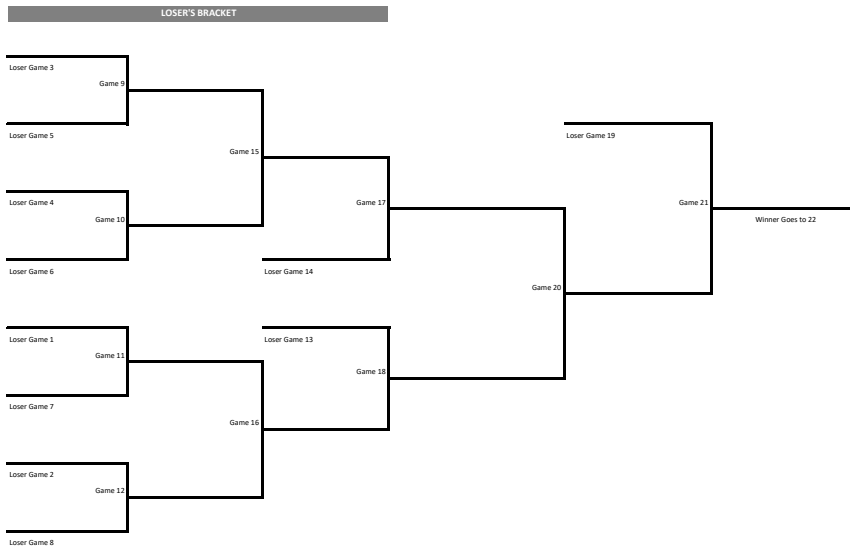 LOSER'S BRACKET
Loser Game 3
Game 9
Loser Game 5
Game 15
Loser Game 19
Loser Game 4
Game 17
Game 21
Game 10
Winner Goes to 22
Loser Game 6
Loser Game 14
Game 20
Loser Game 1
Loser Game 13
Game 11
Game 18
Loser Game 7
Game 16
Loser Game 2
Game 12
Loser Game 8